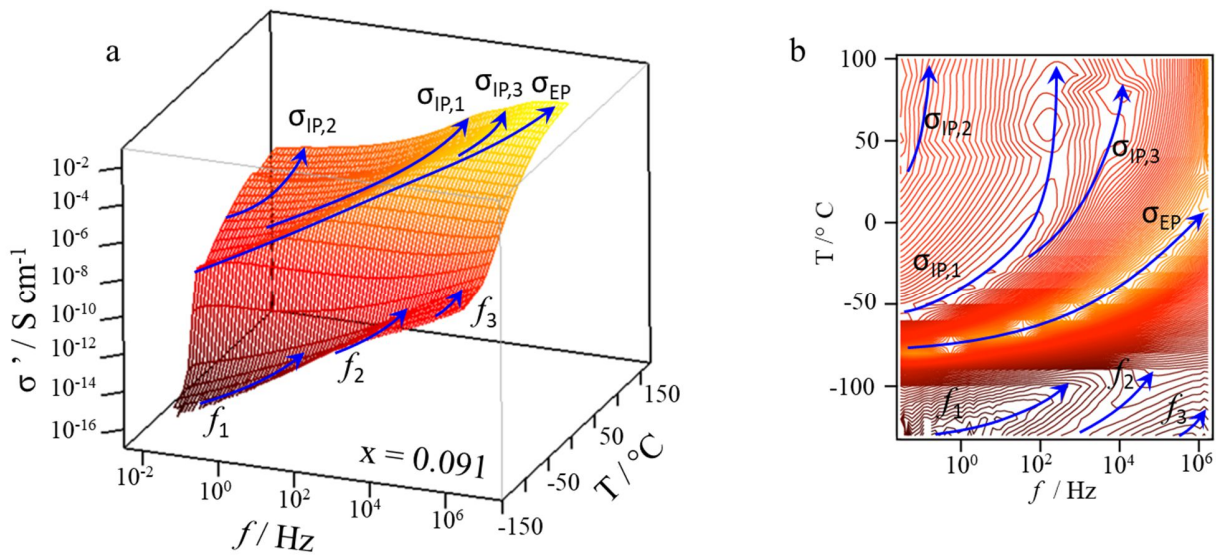 a
σIP,2
σIP,1
σIP,3
σEP
10-2
10-4
10-6
10-8
10-10
10-12
10-14
10-16
σ ’ / S cm-1
f1
f2
f3
x = 0.091
10-2
100
102
104
106
f / Hz
-150
-50
50
150
T / °C
b
100
50
0
-50
-100
T /° C
σIP,2
σIP,3
σEP
σIP,1
f1
f2
f3
100
102
104
106
f / Hz